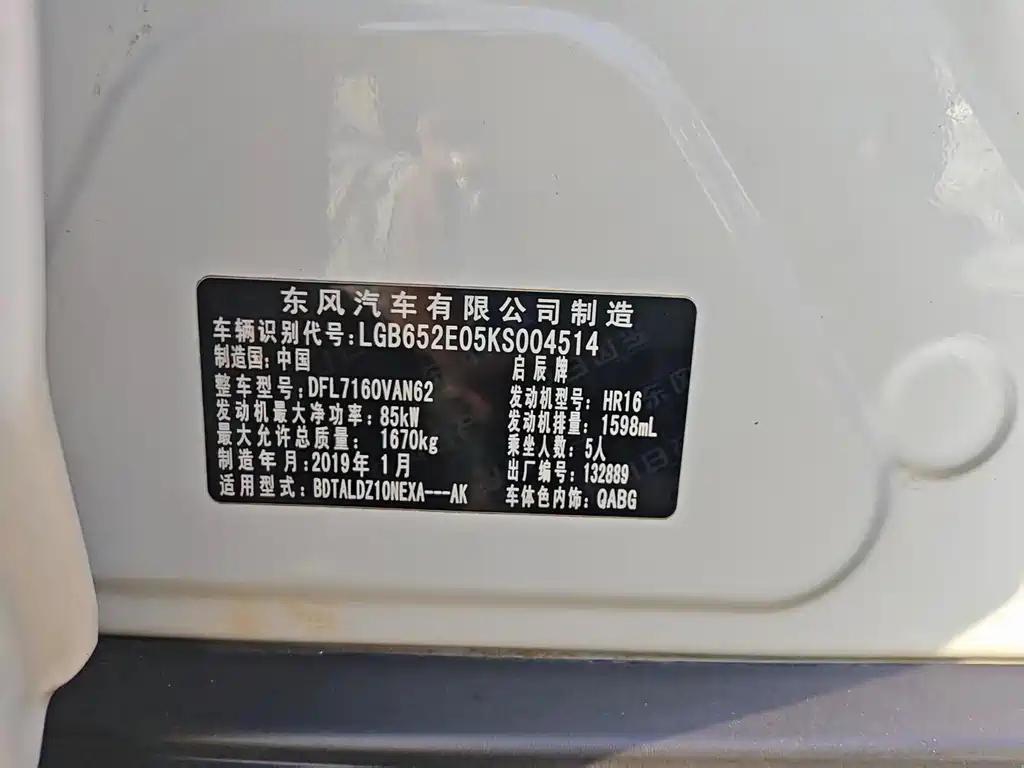 东风汽车有限公司制造
车辆识别代号:LGB652E05KS004514
制造国:中国 启辰牌
整车型号:DFL7160VAN62 发动机型号: HR16
发动机最大净功率:85kW 发动机排量: 1598mL
最大允许总质量: 1670kg 乘坐人数:5人
制造年月:2019年1月 出厂编号:132889
适用型式: BDTALDZ10NEXA---AK 车体色内饰:QABG